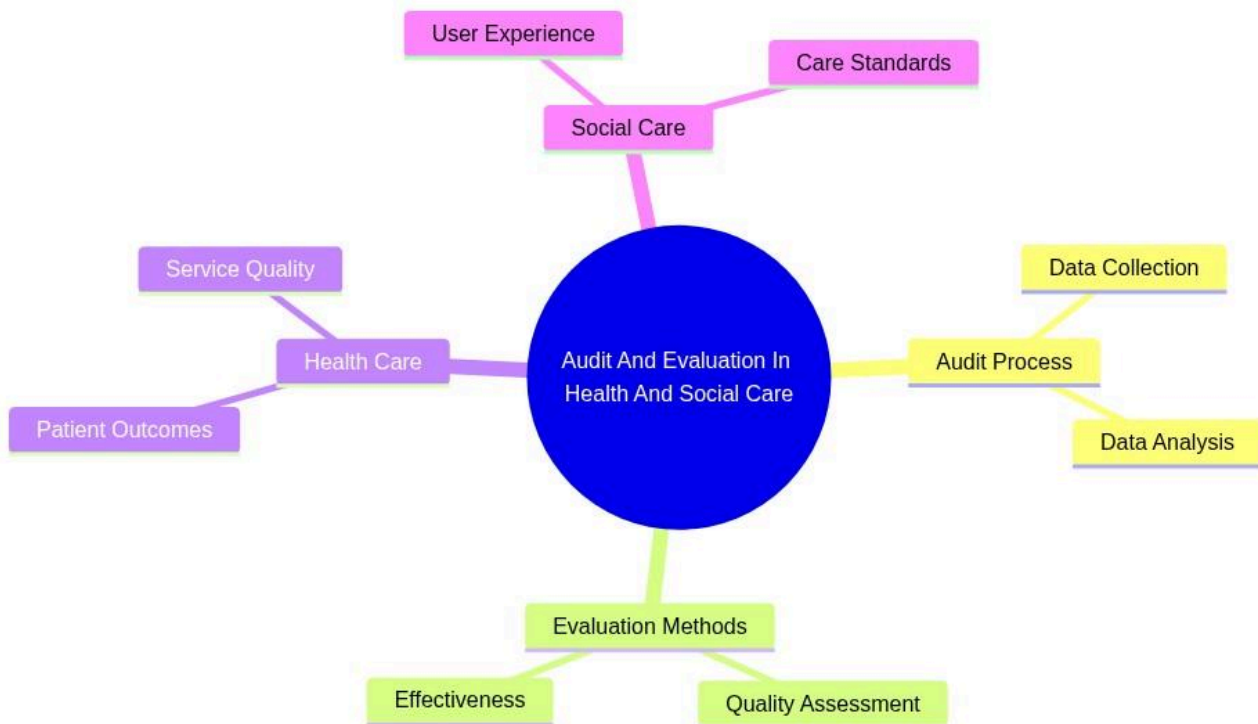 User Experience
Care Standards
Social Care
Service Quality
Data Collection
Health Care
Audit And Evaluation In
Health And Social Care
Audit Process
Patient Outcomes
Data Analysis
Evaluation Methods
Effectiveness
Quality Assessment